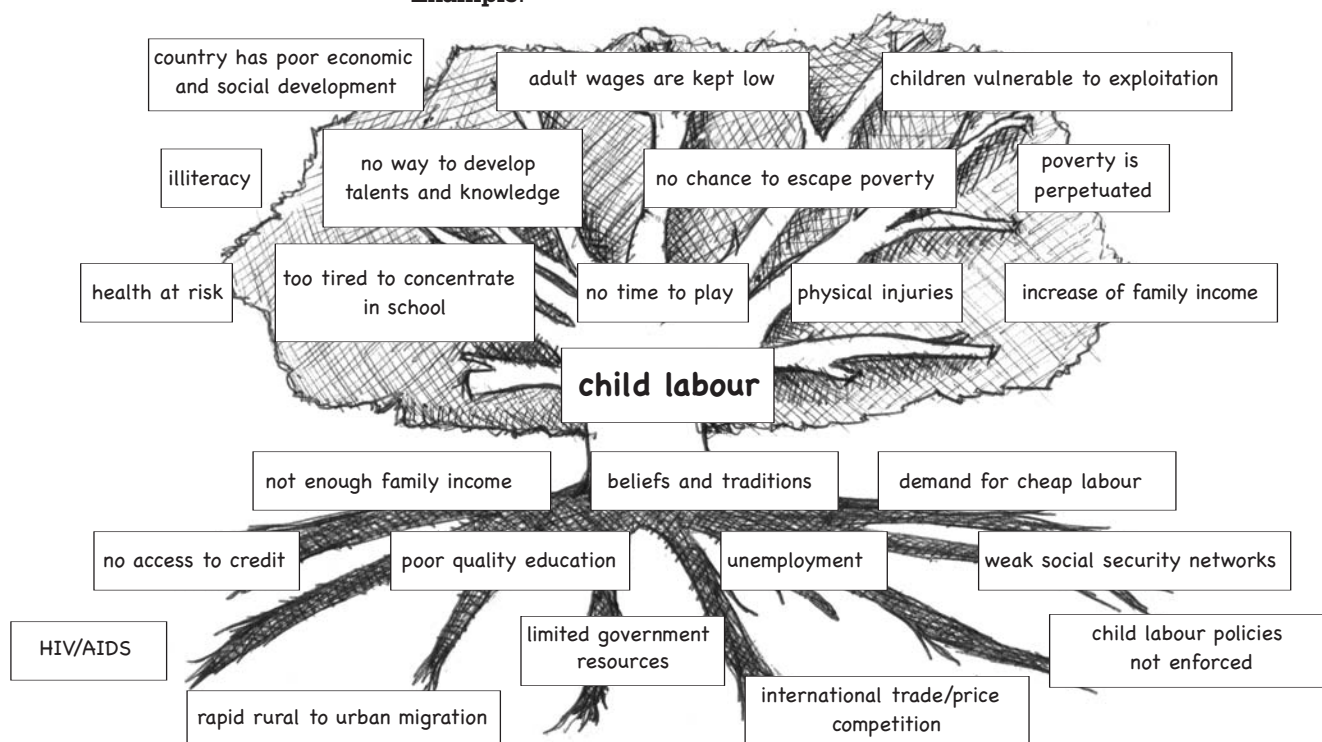 Example:
country has poor economic
and social development
adult wages are kept low
children vulnerable to exploitation
illiteracy
no way to develop
talents and knowledge
no chance to escape poverty
poverty is
perpetuated
health at risk
too tired to concentrate
in school
no time to play
physical injuries
increase of family income
child labour
not enough family income
beliefs and traditions
demand for cheap labour
no access to credit
poor quality education
unemployment
weak social security networks
HIV/AIDS
limited government
resources
child labour policies
not enforced
rapid rural to urban migration
international trade/price
competition